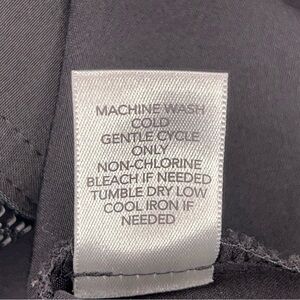 MACHINE WASH
COLD
GENTLE CYCLE
ONLY
NON-CHLORINE
BLEACH IF NEEDED
TUMBLE DRY LOW
COOL IRON IF
NEEDED